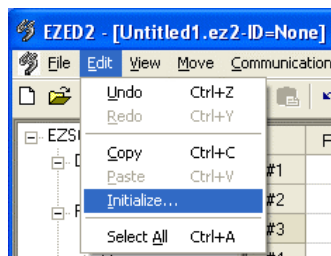 EZED2 - [Untitled1.ez2-ID=None]
File Edit View Move Communication
Undo Ctrl+Z
Redo Ctrl+Y
Copy Ctrl+C
Paste Ctrl+V
Initialize...
Select All Ctrl+A
EZS
#1
#2
#3
#4